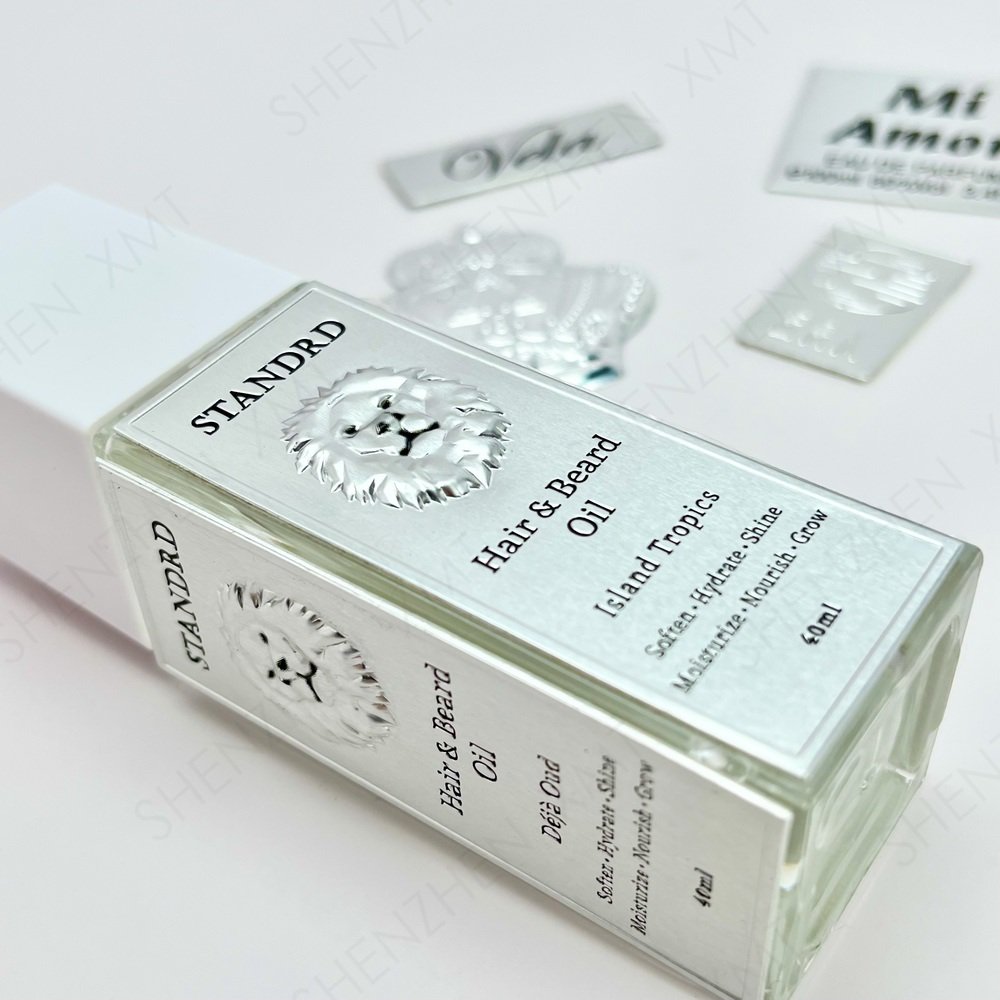 STANDRD
Hair & Beard
Oil
Island Tropics
Soften • Hydrate • Shine
Moisturize • Nourish • Grow
40ml
STANDRD
Hair & Beard
Oil
Déjà Oud
Soften • Hydrate • Shine
Moisturize • Nourish • Grow
40ml
Mi
Amor
EAU DE PARFUM
SHENZHEN XMT